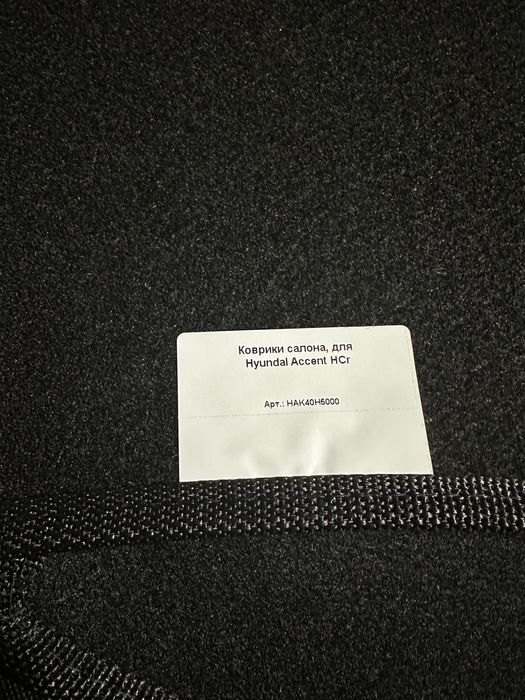 Коврики салона, для
Hyundai Accent HCr
Арт.: HAK40H5000